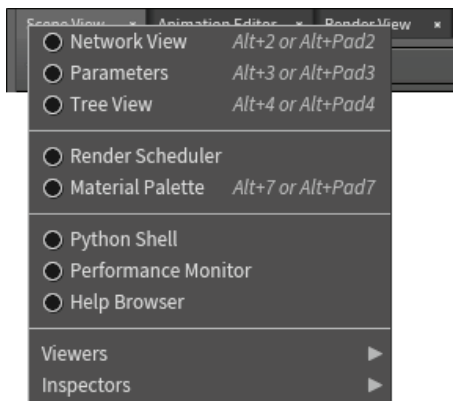 Scene View × Animation Editor × Render View ×
Network View Alt+2 or Alt+Pad2
Parameters Alt+3 or Alt+Pad3
Tree View Alt+4 or Alt+Pad4
Render Scheduler
Material Palette Alt+7 or Alt+Pad7
Python Shell
Performance Monitor
Help Browser
Viewers
Inspectors